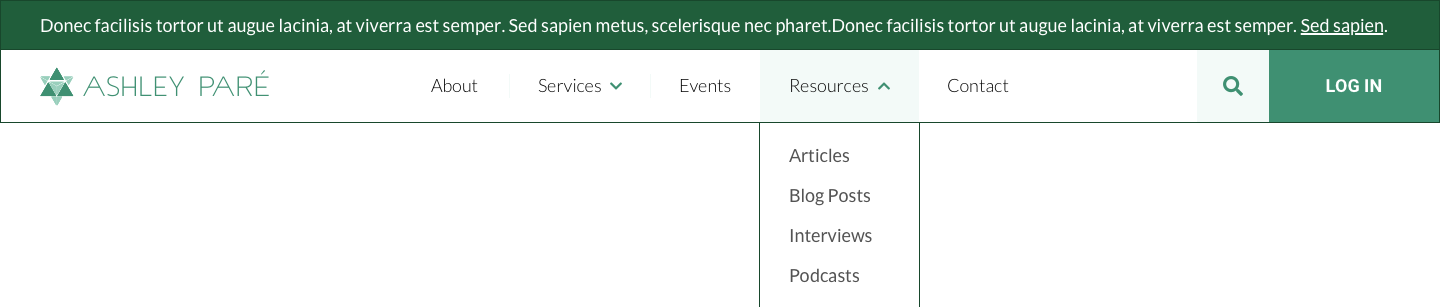 Donec facilisis tortor ut augue lacinia, at viverra est semper. Sed sapien metus, scelerisque nec pharet.Donec facilisis tortor ut augue lacinia, at viverra est semper. Sed sapien.
ASHLEY PARÉ
About
Services
Events
Resources
Contact
LOG IN
Articles
Blog Posts
Interviews
Podcasts